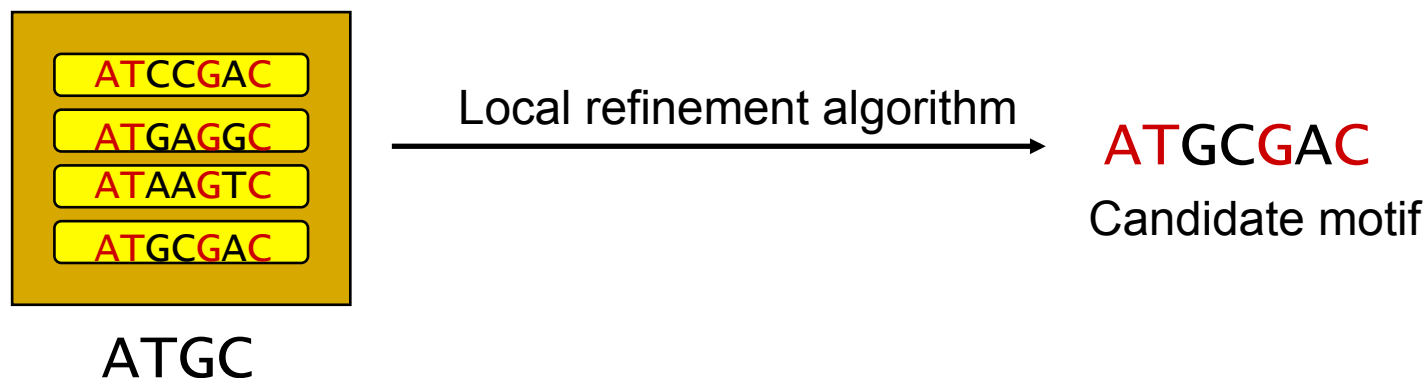 ATCCGAC
ATGAGGC
ATAAGTC
ATGCGAC
ATGC
Local refinement algorithm
ATGCGAC
Candidate motif